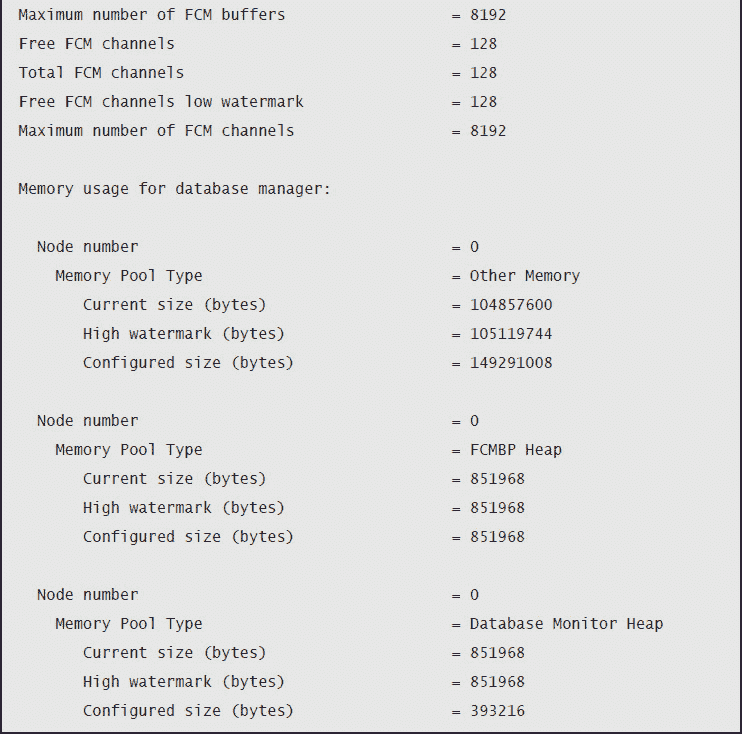 Maximum number of FCM buffers = 8192
Free FCM channels = 128
Total FCM channels = 128
Free FCM channels low watermark = 128
Maximum number of FCM channels = 8192
Memory usage for database manager:
Node number = 0
Memory Pool Type = Other Memory
Current size (bytes) = 104857600
High watermark (bytes) = 105119744
Configured size (bytes) = 149291008
Node number = 0
Memory Pool Type = FCMBP Heap
Current size (bytes) = 851968
High watermark (bytes) = 851968
Configured size (bytes) = 851968
Node number = 0
Memory Pool Type = Database Monitor Heap
Current size (bytes) = 851968
High watermark (bytes) = 851968
Configured size (bytes) = 393216